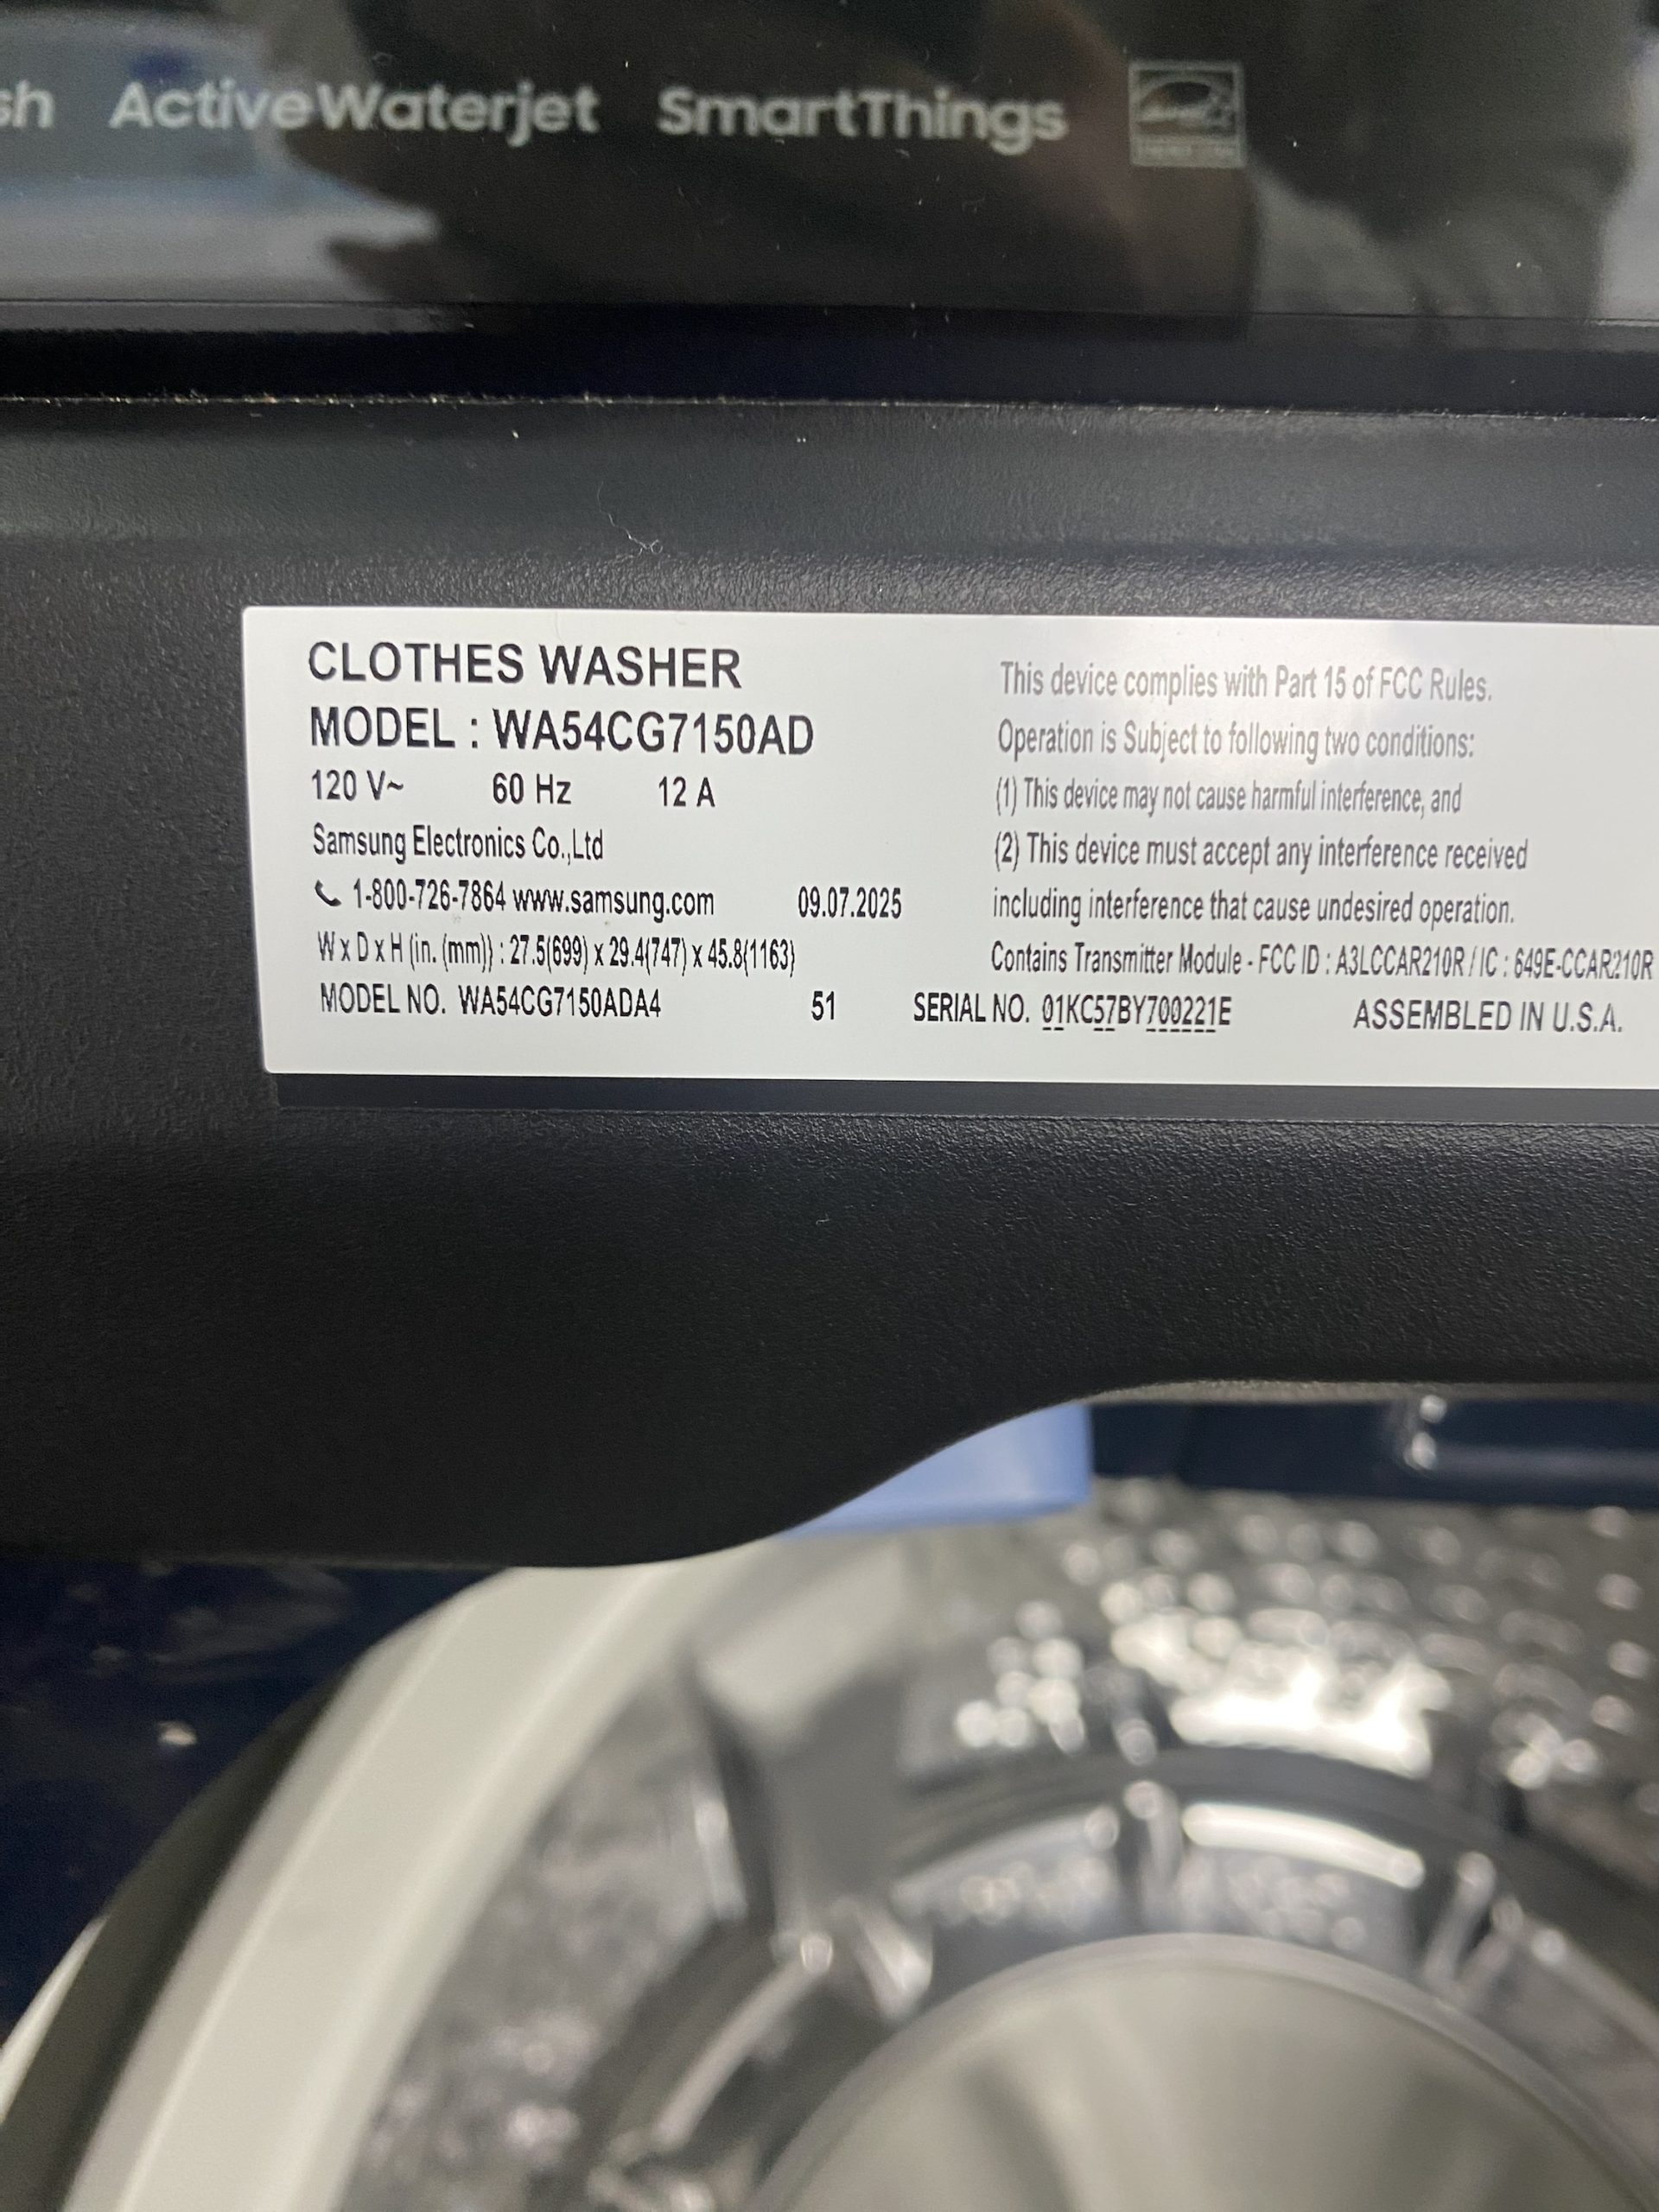 sh ActiveWaterjet SmartThings
CLOTHES WASHER
MODEL : WA54CG7150AD
120 V~ 60 Hz 12 A
Samsung Electronics Co.,Ltd
1-800-726-7864 www.samsung.com 09.07.2025
W x D x H (in. (mm)) : 27.5(699) x 29.4(747) x 45.8(1163)
MODEL NO. WA54CG7150ADA4 51 SERIAL NO. 01KC57BY700221E ASSEMBLED IN U.S.A.
This device complies with Part 15 of FCC Rules.
Operation is Subject to following two conditions:
(1) This device may not cause harmful interference, and
(2) This device must accept any interference received
including interference that cause undesired operation.
Contains Transmitter Module - FCC ID : A3LCCAR210R / IC : 649E-CCAR210R